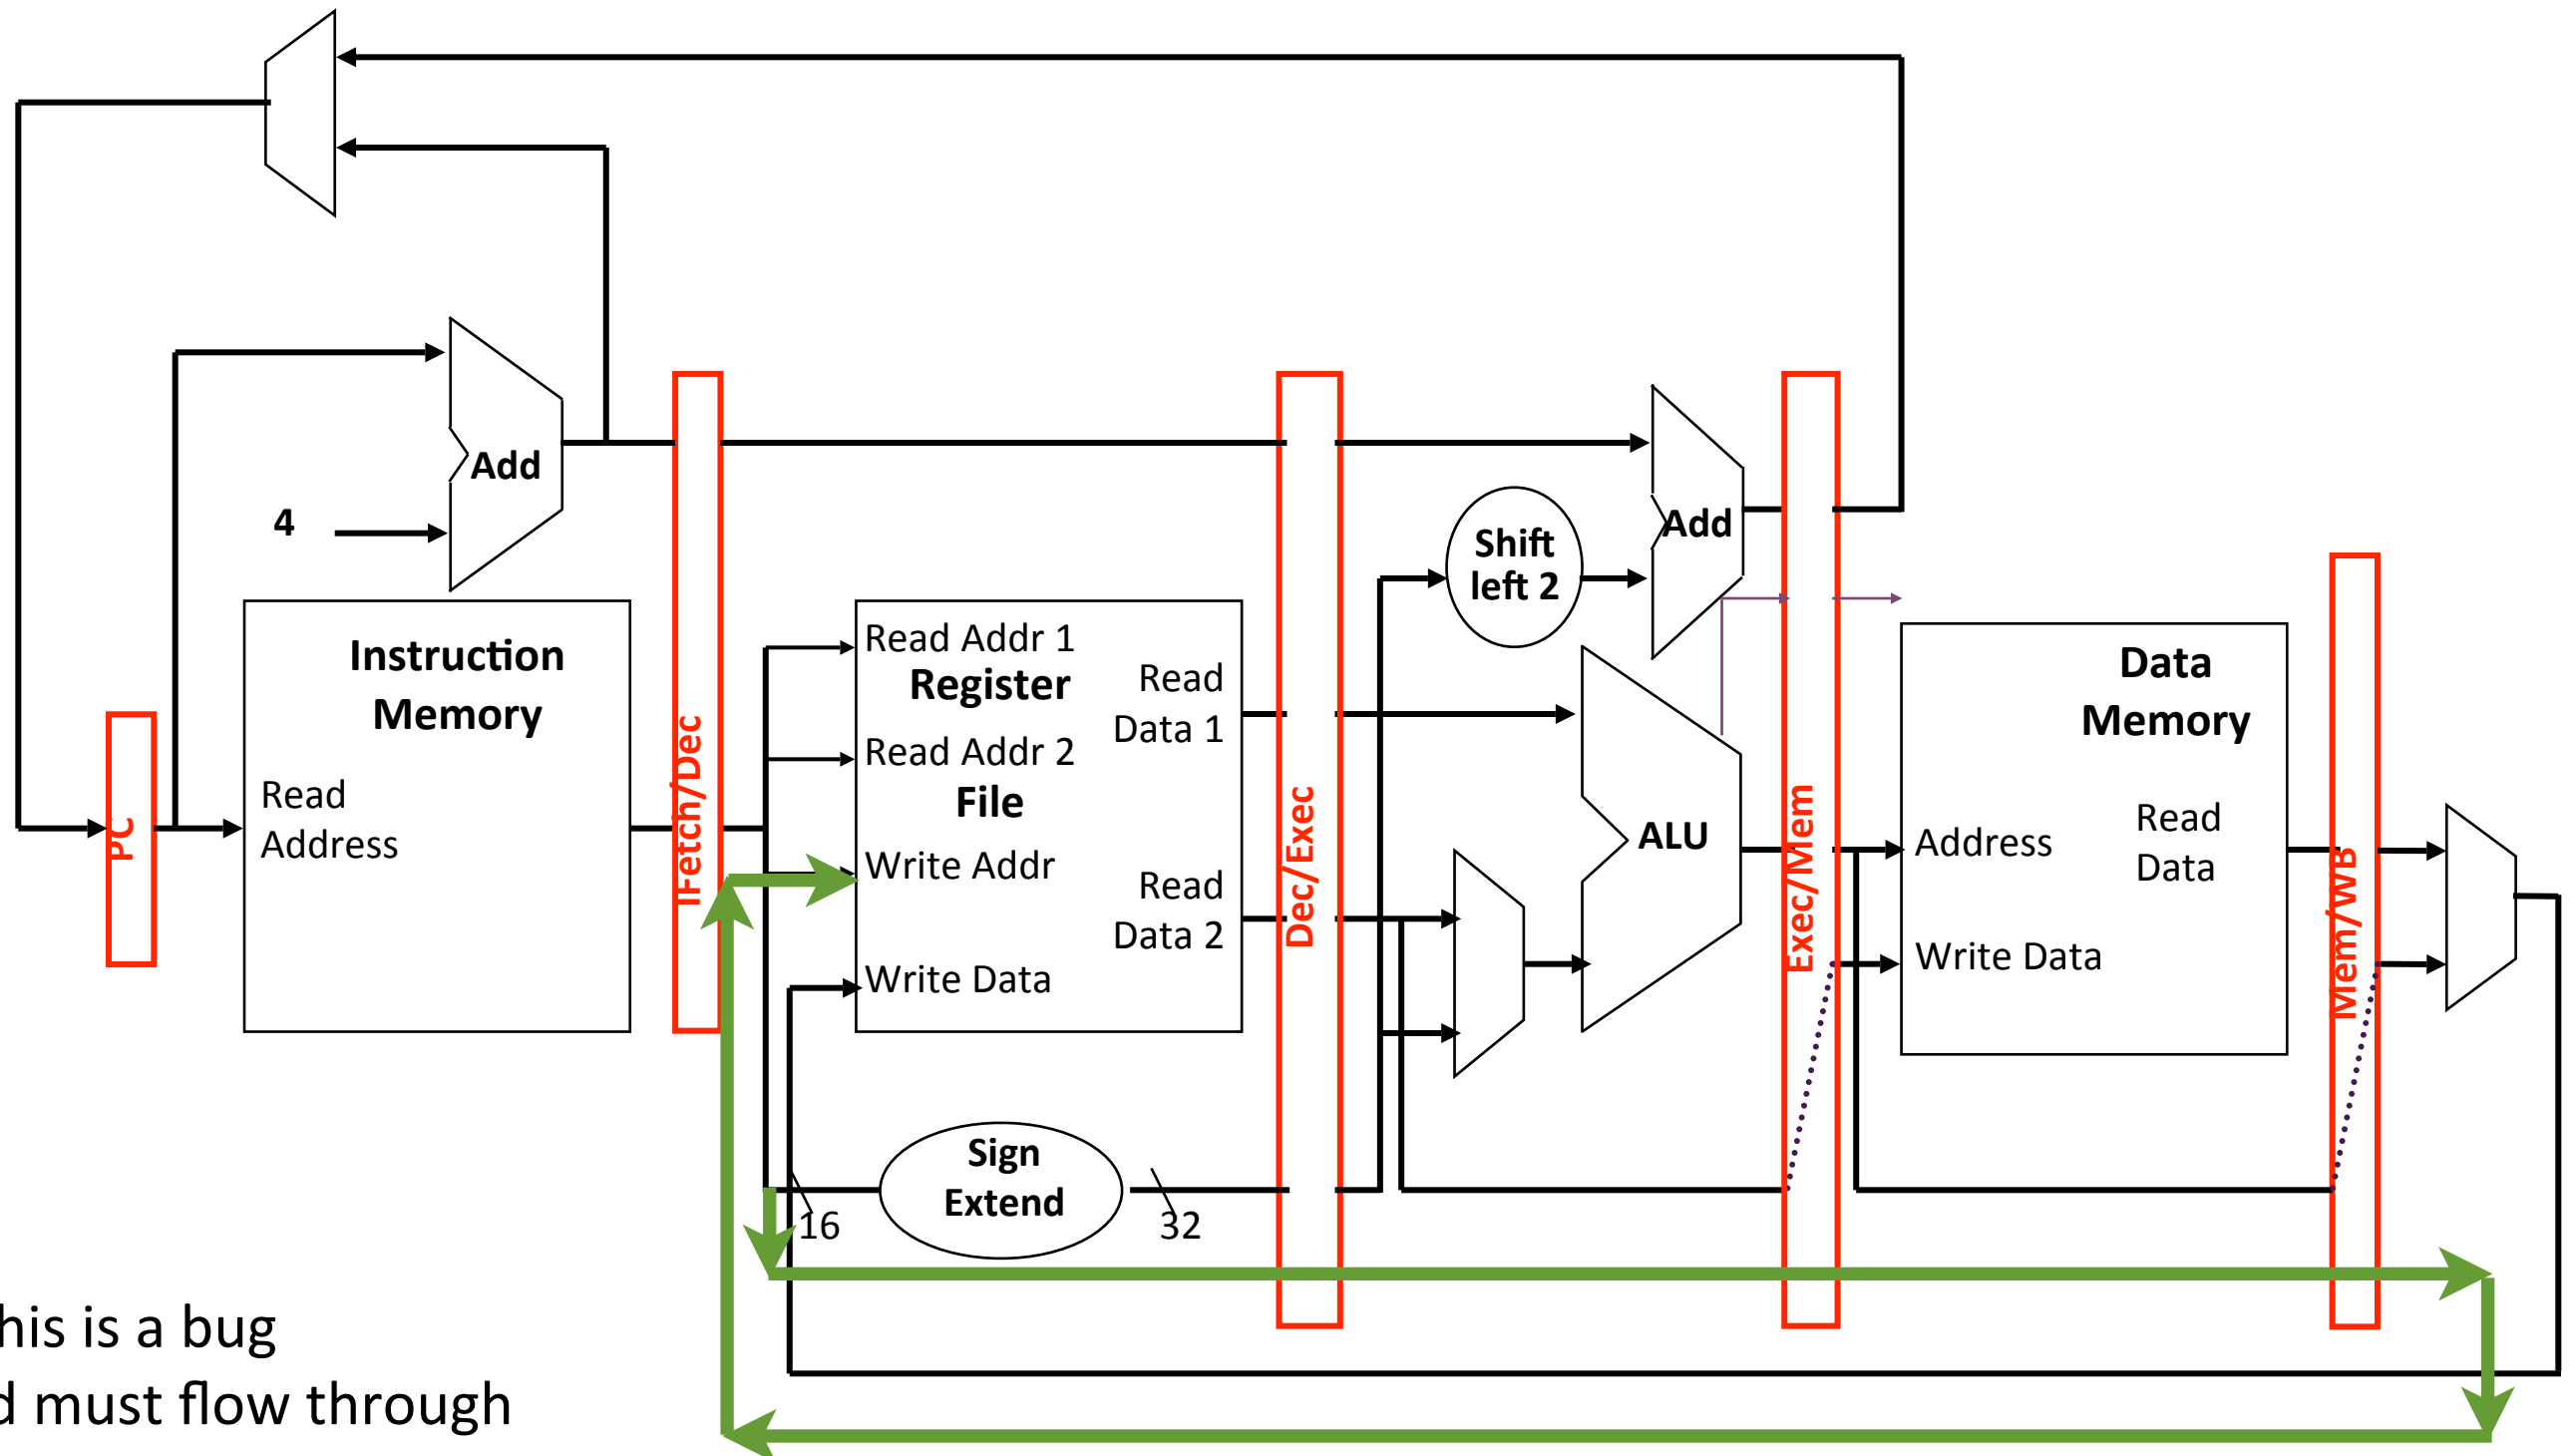 Add
4
Add
Shift
left 2
Instruction
Memory
Read
Address
PC
IFetch/Dec
Read Addr 1
Register
Read
Data 1
Read Addr 2
File
Write Addr
Read
Data 2
Write Data
Dec/Exec
ALU
Exec/Mem
Data
Memory
Address
Read
Data
Write Data
Mem/WB
Sign
Extend
16
32
his is a bug
d must flow through